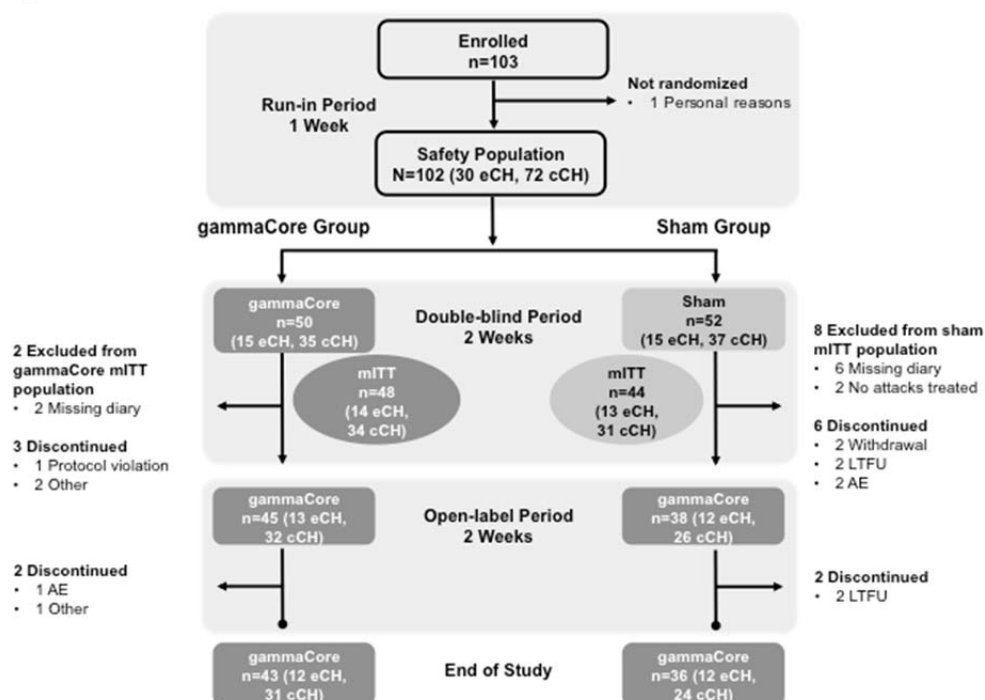 Enrolled
n=103
Not randomized
• 1 Personal reasons
Run-in Period
1 Week
Safety Population
N=102 (30 eCH, 72 cCH)
gammaCore Group
Sham Group
gammaCore
n=50
(15 eCH, 35 cCH)
Double-blind Period
2 Weeks
Sham
n=52
(15 eCH, 37 cCH)
2 Excluded from
gammaCore mITT
population
• 2 Missing diary
3 Discontinued
• 1 Protocol violation
• 2 Other
mITT
n=48
(14 eCH,
34 cCH)
mITT
n=44
(13 eCH,
31 cCH)
8 Excluded from sham
mITT population
• 6 Missing diary
• 2 No attacks treated
6 Discontinued
• 2 Withdrawal
• 2 LTFU
• 2 AE
gammaCore
n=45 (13 eCH,
32 cCH)
Open-label Period
2 Weeks
gammaCore
n=38 (12 eCH,
26 cCH)
2 Discontinued
• 1 AE
• 1 Other
2 Discontinued
• 2 LTFU
gammaCore
n=43 (12 eCH,
31 cCH)
End of Study
gammaCore
n=36 (12 eCH,
24 cCH)